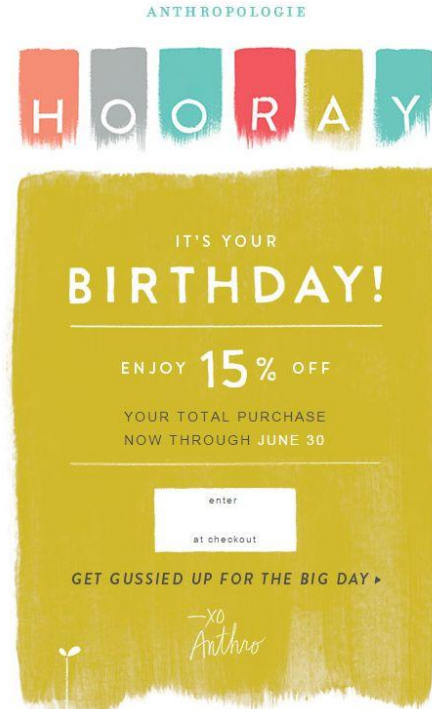 ANTHROPOLOGIE
HOORAY
IT'S YOUR
BIRTHDAY!
ENJOY 15% OFF
YOUR TOTAL PURCHASE
NOW THROUGH JUNE 30
enter
at checkout
GET GUSSIED UP FOR THE BIG DAY ▸
—XO
Anthro